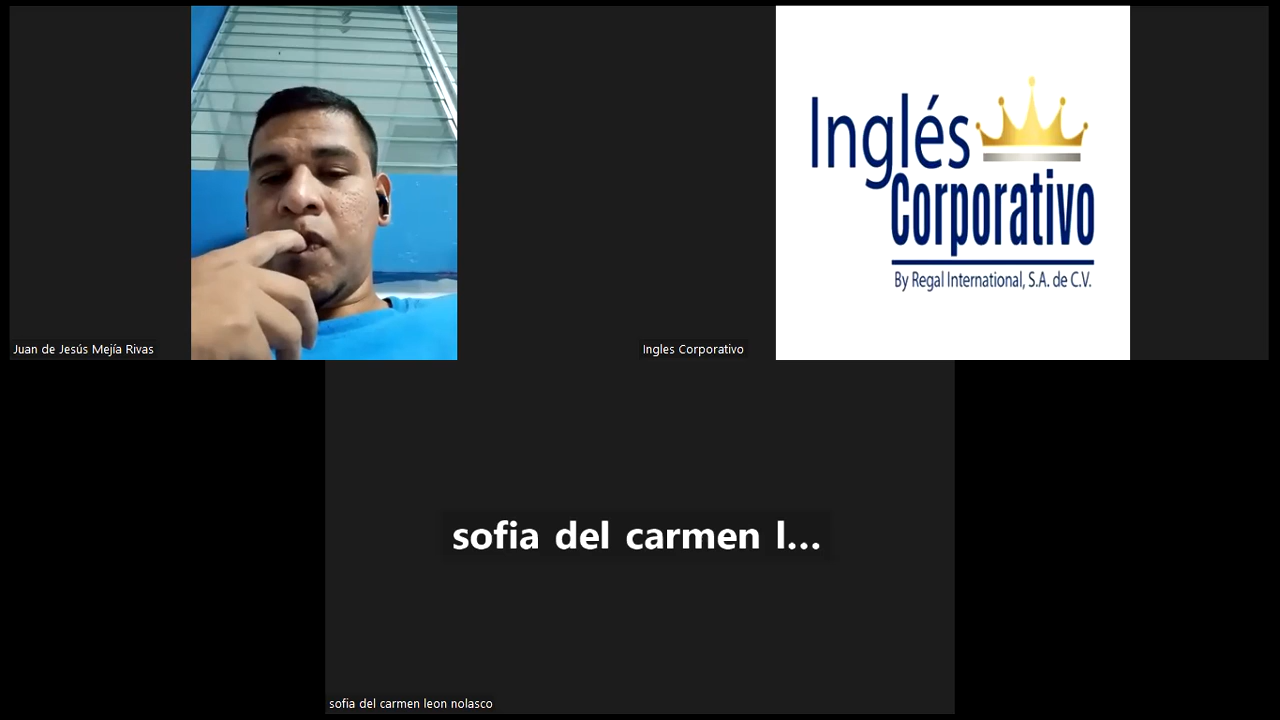 Inglés
Corporativo
By Regal International, S.A. de C.V.
Juan de Jesús Mejía Rivas
Ingles Corporativo
sofia del carmen l...
sofia del carmen leon nolasco